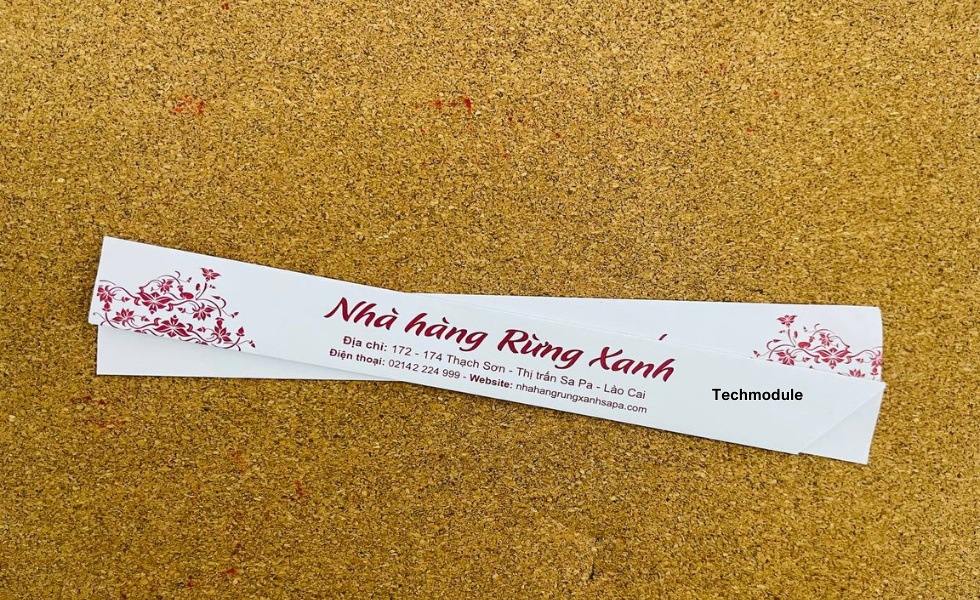 Nhà hàng Rừng Xanh
Địa chỉ: 172 - 174 Thạch Sơn - Thị trấn Sa Pa - Lào Cai
Điện thoại: 02142 224 999 - Website: nhahangrungxanhsapa.com
Techmodule